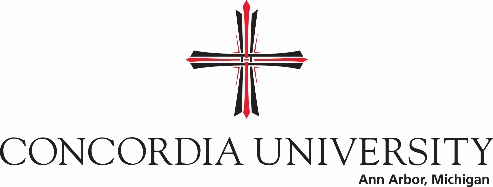 CONCORDIA UNIVERSITY
Ann Arbor, Michigan